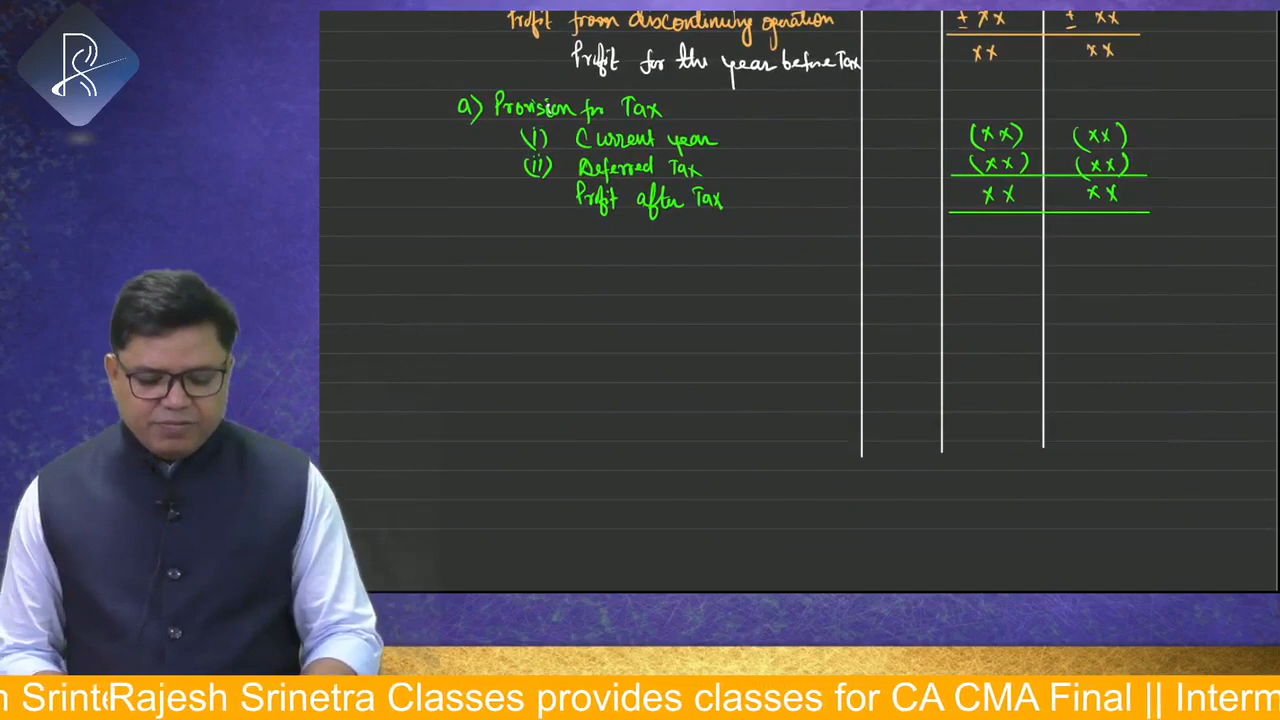 Profit from discontinuing operation ± xx ± xx
Profit for the year before Tax xx xx
a) Provision for Tax
(i) Current year (xx) (xx)
(ii) Deferred Tax (xx) (xx)
Profit after Tax xx xx
RS
Rajesh Srinetra Classes provides classes for CA CMA Final || Interm